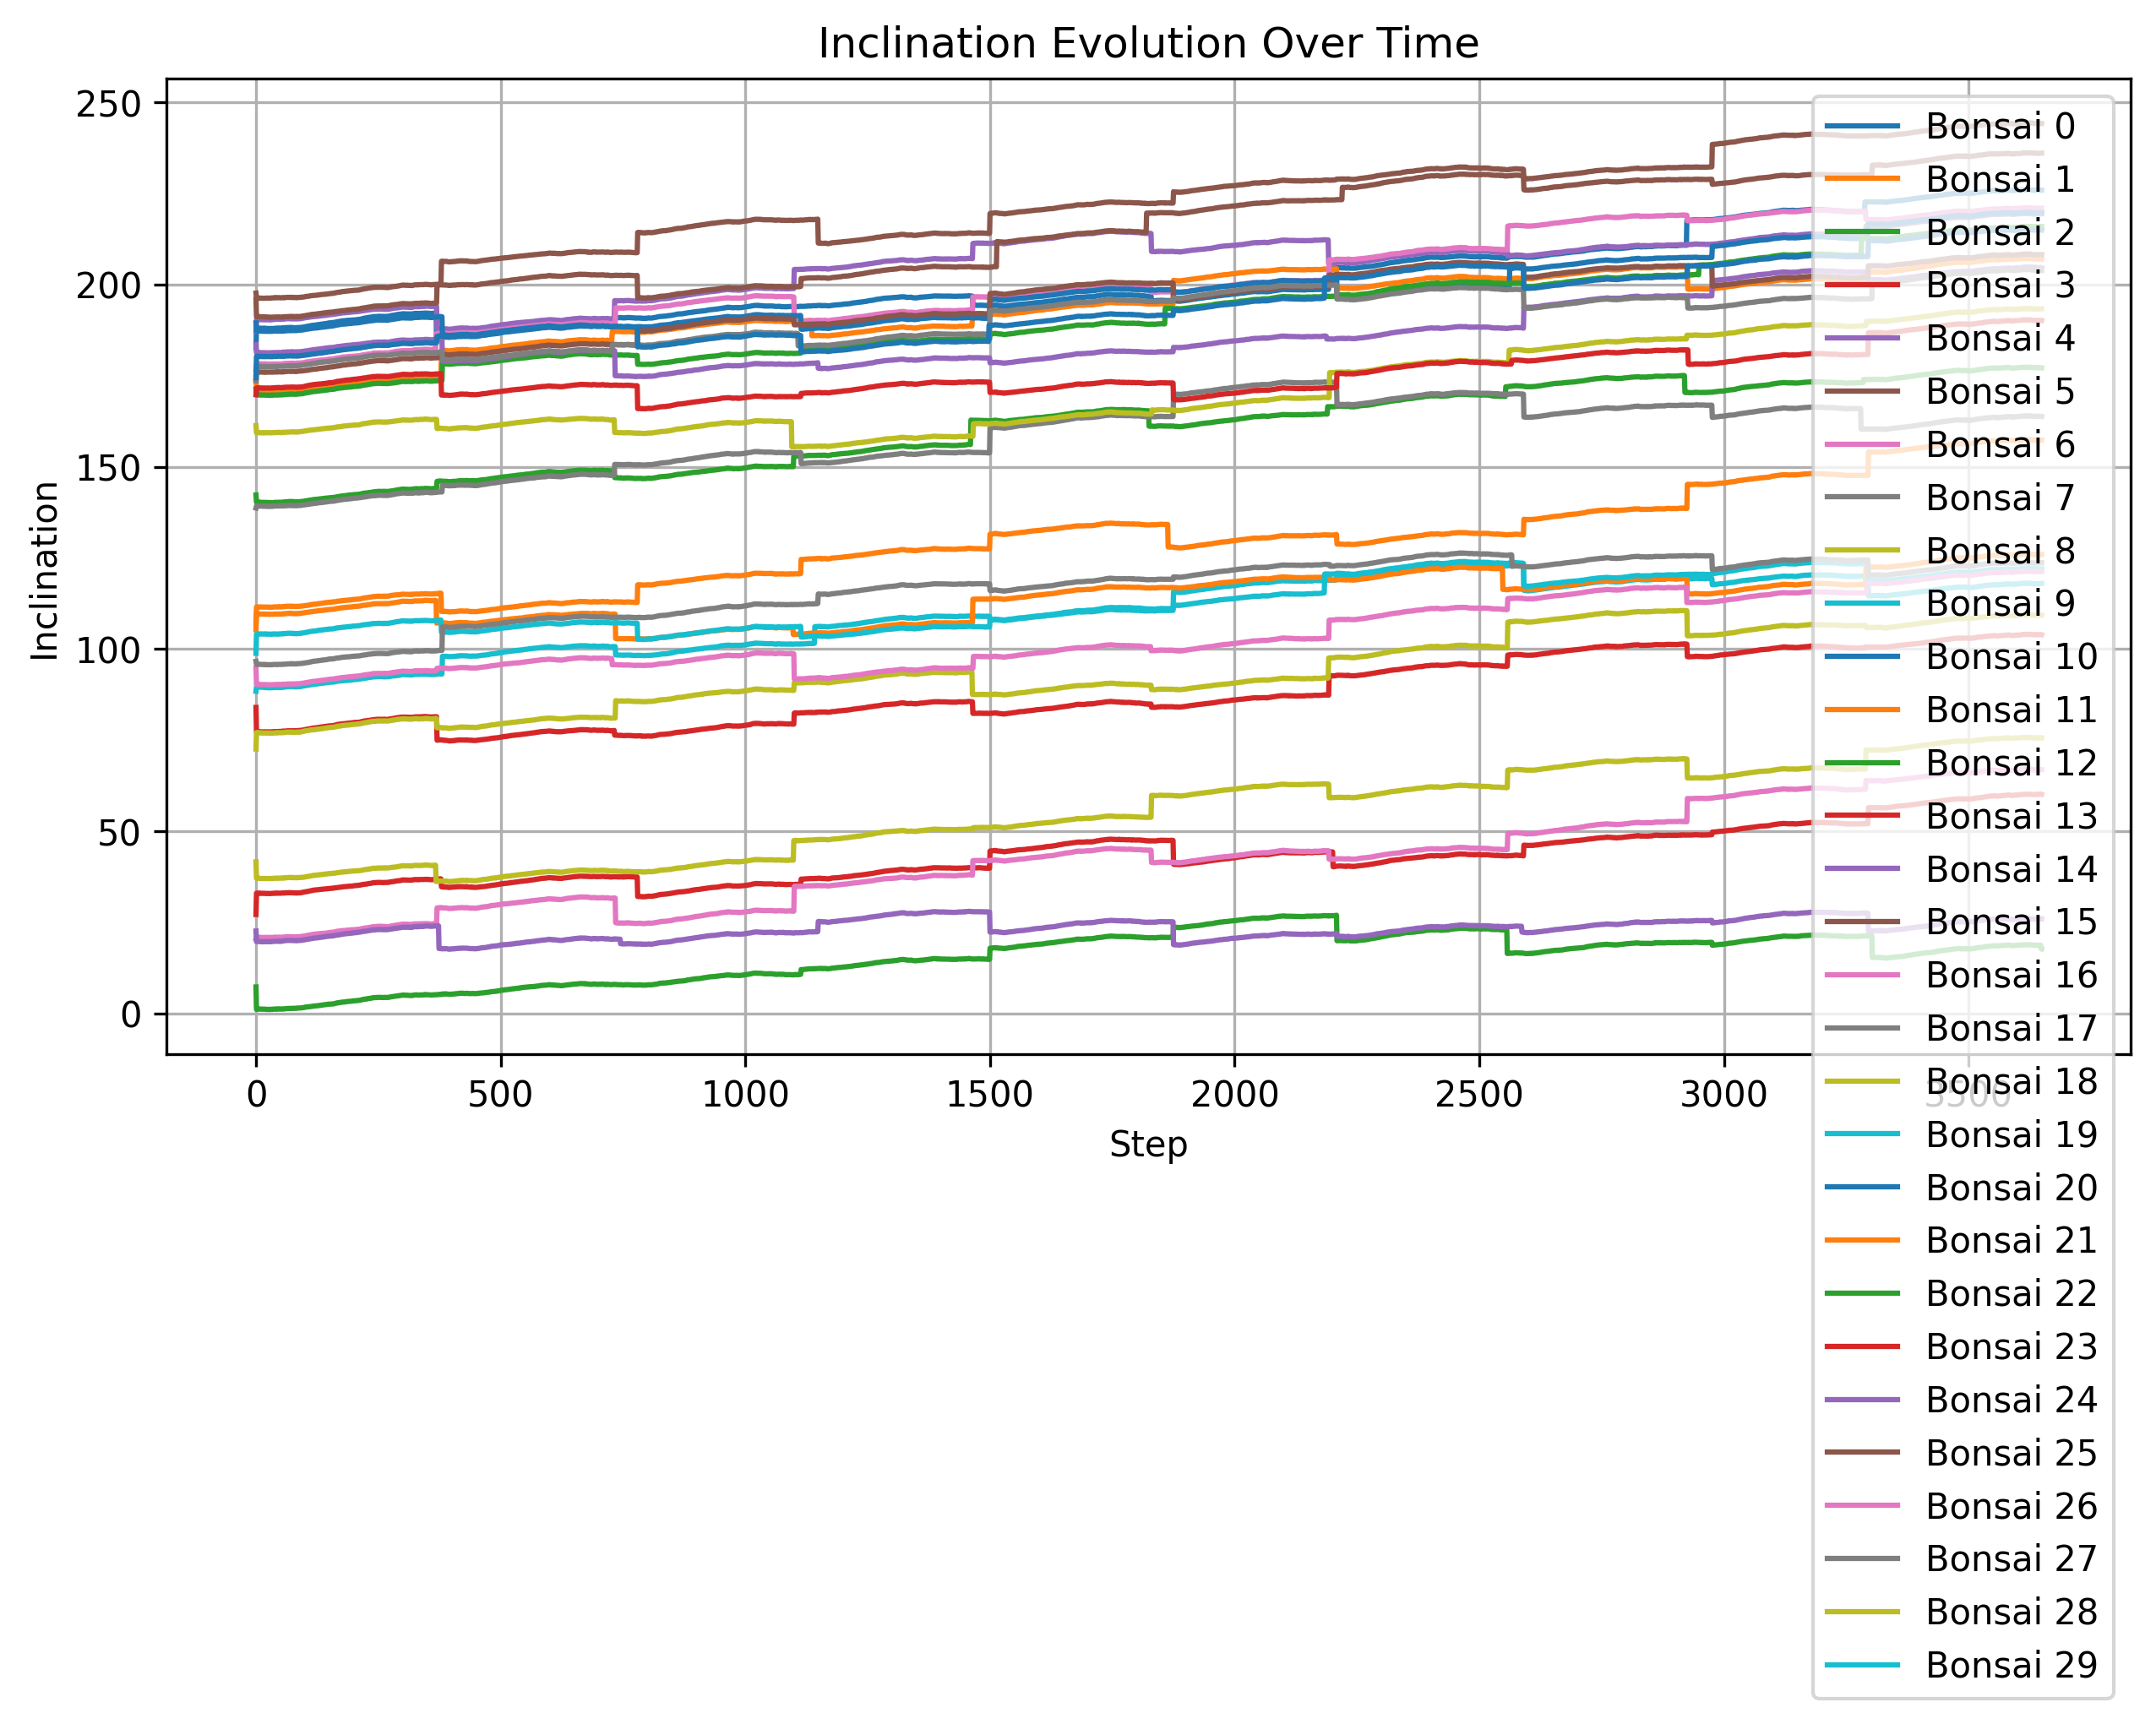 Inclination Evolution Over Time
Inclination
250
200
150
100
50
0
0 500 1000 1500 2000 2500 3000 3500
Step
Bonsai 0
Bonsai 1
Bonsai 2
Bonsai 3
Bonsai 4
Bonsai 5
Bonsai 6
Bonsai 7
Bonsai 8
Bonsai 9
Bonsai 10
Bonsai 11
Bonsai 12
Bonsai 13
Bonsai 14
Bonsai 15
Bonsai 16
Bonsai 17
Bonsai 18
Bonsai 19
Bonsai 20
Bonsai 21
Bonsai 22
Bonsai 23
Bonsai 24
Bonsai 25
Bonsai 26
Bonsai 27
Bonsai 28
Bonsai 29